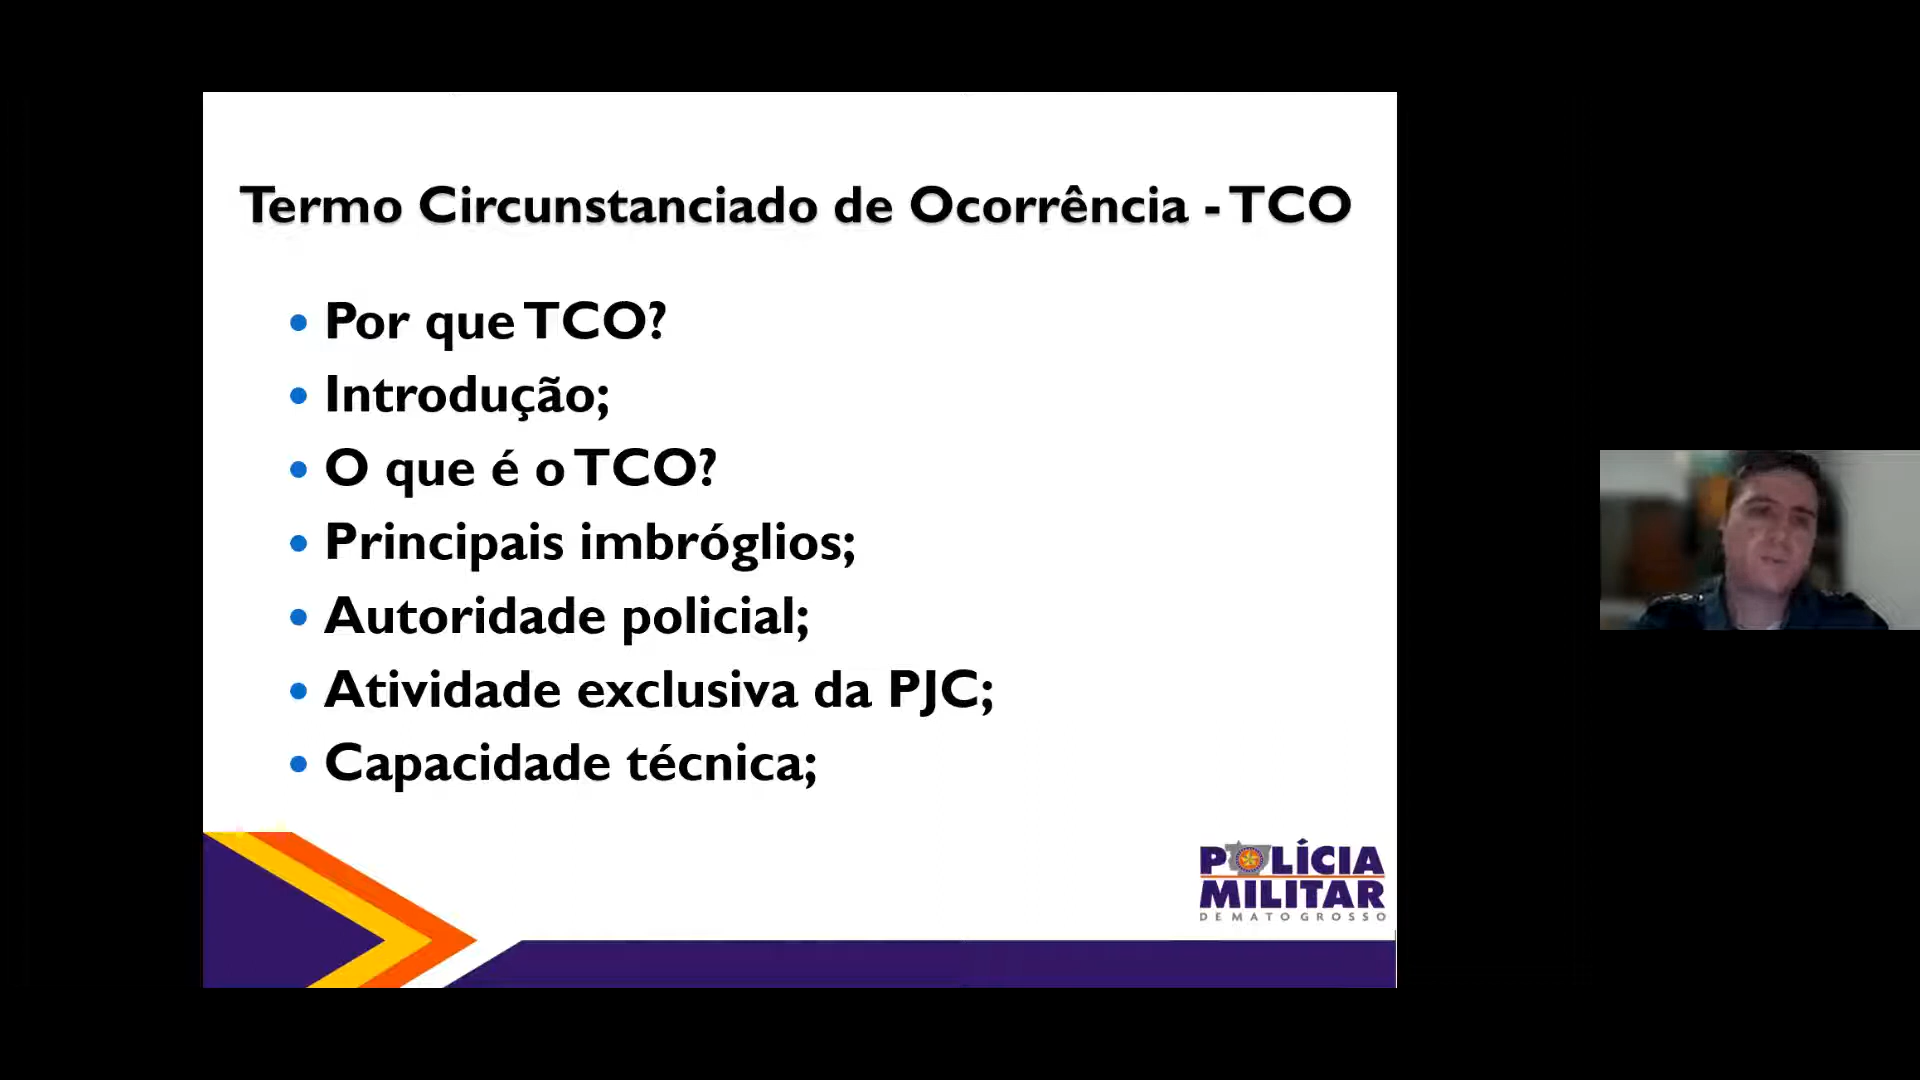 Termo Circunstanciado de Ocorrência - TCO
• Por que TCO?
• Introdução;
• O que é o TCO?
• Principais imbróglios;
• Autoridade policial;
• Atividade exclusiva da PJC;
• Capacidade técnica;
POLÍCIA
MILITAR
DE MATO GROSSO